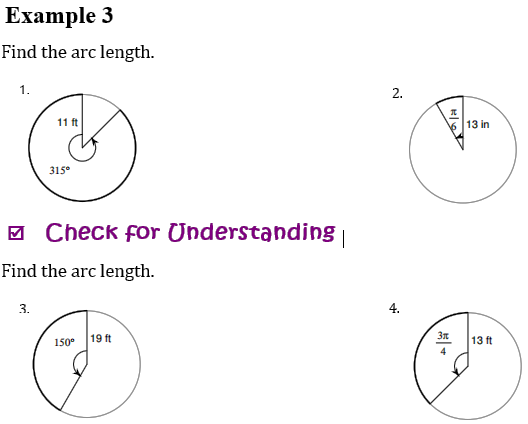 Example 3
Find the arc length.
1.
11 ft
315°
2.
π/6
13 in
☑ Check for Understanding
Find the arc length.
3.
150°
19 ft
4.
3π/4
13 ft